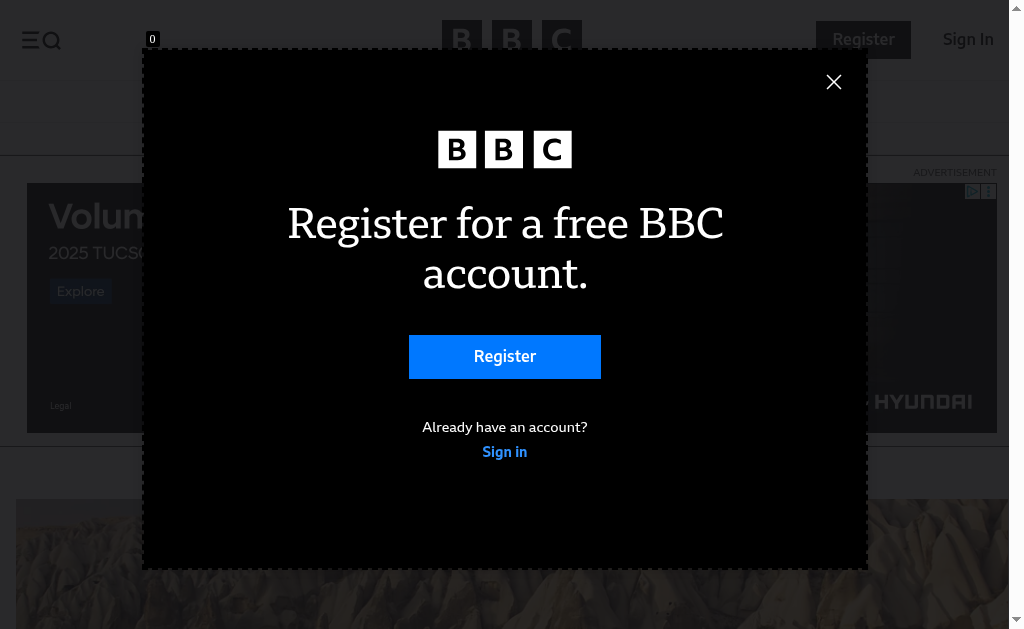 0
BBC
Register
Sign In
BBC
Register for a free BBC
account.
Register
Already have an account?
Sign in
ADVERTISEMENT
Volum
2025 TUCS
Explore
Legal
HYUNDAI